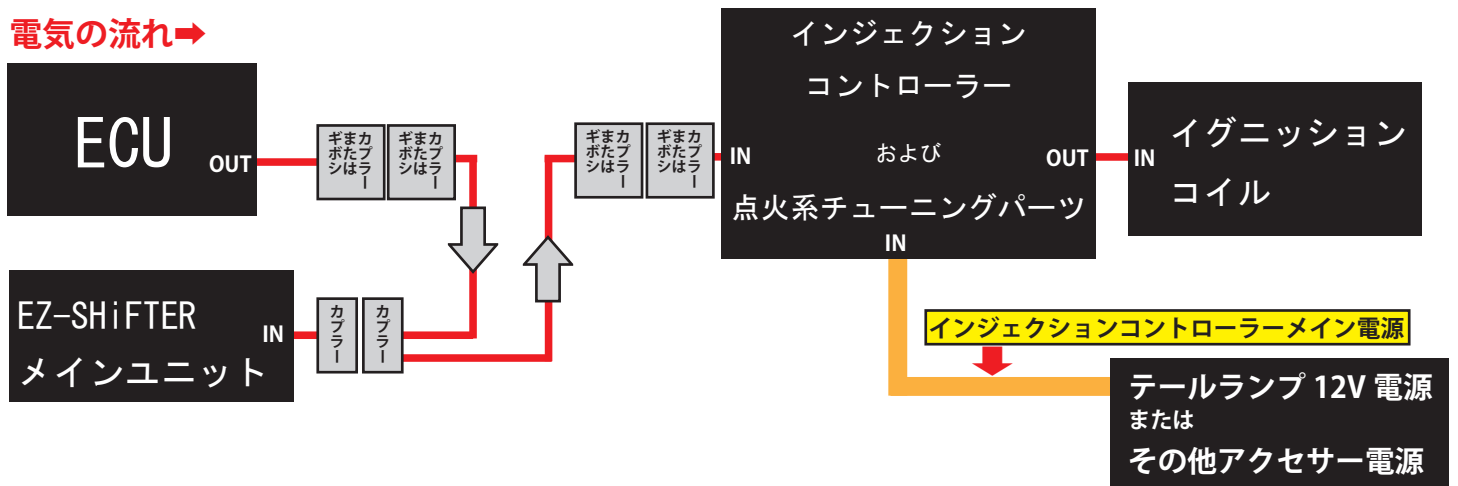 電気の流れ➡
ECU
OUT
カプラー
または
ギボシ
カプラー
または
ギボシ
カプラー
または
ギボシ
カプラー
または
ギボシ
インジェクション
コントローラー
IN
および
OUT
点火系チューニングパーツ
IN
IN
イグニッション
コイル
EZ-SHiFTER
IN
メインユニット
カプラー
カプラー
インジェクションコントローラーメイン電源
テールランプ 12V 電源
または
その他アクセサー電源